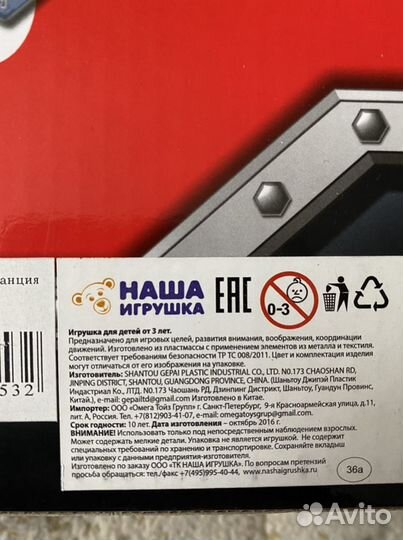 анция
532
НАША
ИГРУШКА
EAC
0-3
Игрушка для детей от 3 лет.
Предназначено для игровых целей, развития внимания, воображения, координации
движений. Изготовлено из пластмассы с применением элементов из металла и текстиля.
Соответствует требованиям безопасности ТР ТС 008/2011. Цвет и комплектация изделия
могут отличаться от его изображения на упаковке. Изготовлено в Китае.
Изготовитель: SHANTOU GEPAI PLASTIC INDUSTRIAL CO., LTD. NO.173 CHAOSHAN RD,
JINPING DISTRICT, SHANTOU, GUANGDONG PROVINCE, CHINA. (Шаньтоу Джипэй Пластик
Индастриал Ко., ЛТД. NO.173 Чаошань РД, Дзинпинг Дистрикт, Шаньтоу, Гуандун Провинс,
Китай.), e-mail: gepailtd@gmail.com. Изготовлено в Китае.
Импортер: ООО «Омега Тойз Групп» г. Санкт-Петербург, 9-я Красноармейская улица, д.11,
лит. А, Россия. Тел. +7(812)903-41-07, e-mail: omegatoysgrup@gmail.com
Срок годности: 10 лет. Дата изготовления – октябрь 2016 г.
ВНИМАНИЕ! Использовать только под непосредственным наблюдением взрослых.
Может содержать мелкие детали. Упаковка не является игрушкой. Не содержит
специальных требований по хранению и транспортировке. Сохраняйте вкладыш
или упаковку с данными предприятия-изготовителя.
Изготовлено по заказу ООО «ТК НАША ИГРУШКА». По вопросам претензий
просьба обращаться: тел./факс +7(495)995-40-44, www.nashaigrushka.ru
36a
Avito